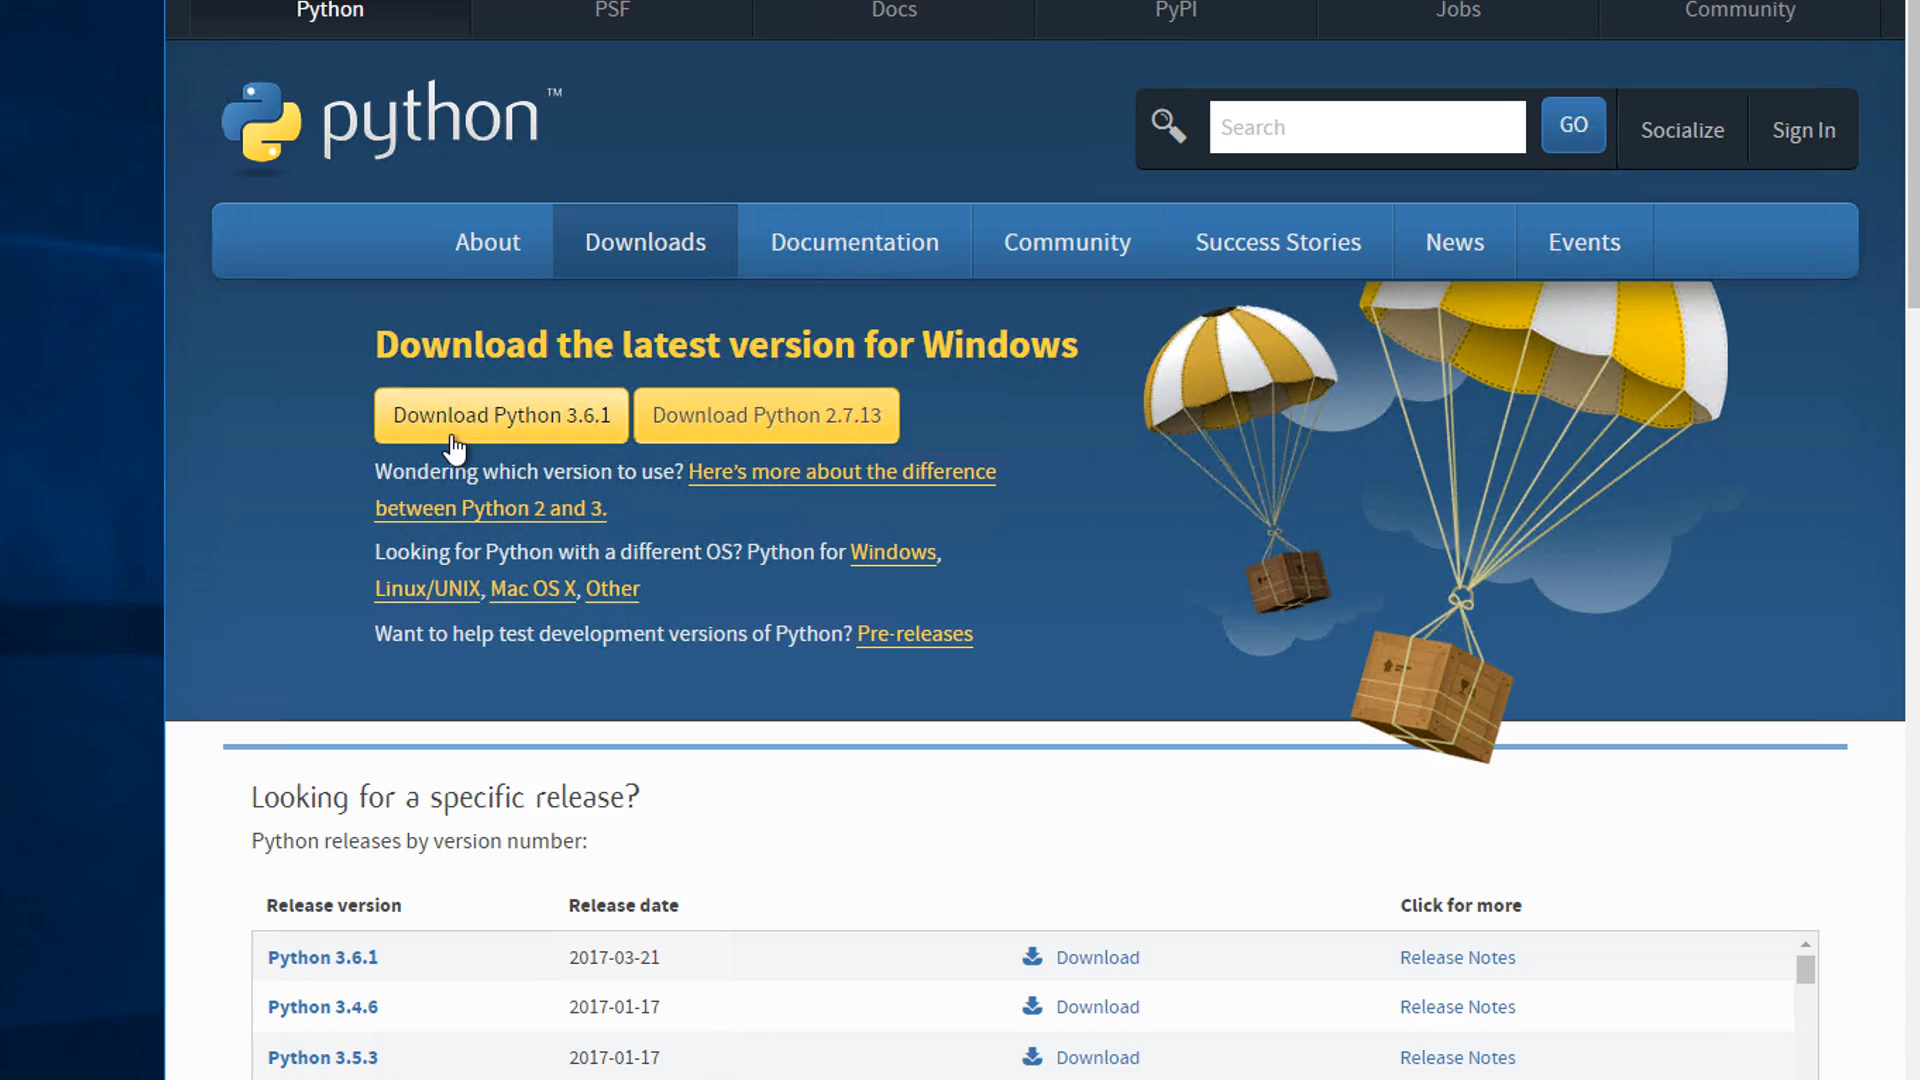 Python PSF Docs PyPI Jobs Community
python™
Search GO Socialize Sign In
About Downloads Documentation Community Success Stories News Events
Download the latest version for Windows
Download Python 3.6.1 Download Python 2.7.13
Wondering which version to use? Here's more about the difference
between Python 2 and 3.
Looking for Python with a different OS? Python for Windows,
Linux/UNIX, Mac OS X, Other
Want to help test development versions of Python? Pre-releases
Looking for a specific release?
Python releases by version number:
Release version Release date Click for more
Python 3.6.1 2017-03-21 Download Release Notes
Python 3.4.6 2017-01-17 Download Release Notes
Python 3.5.3 2017-01-17 Download Release Notes